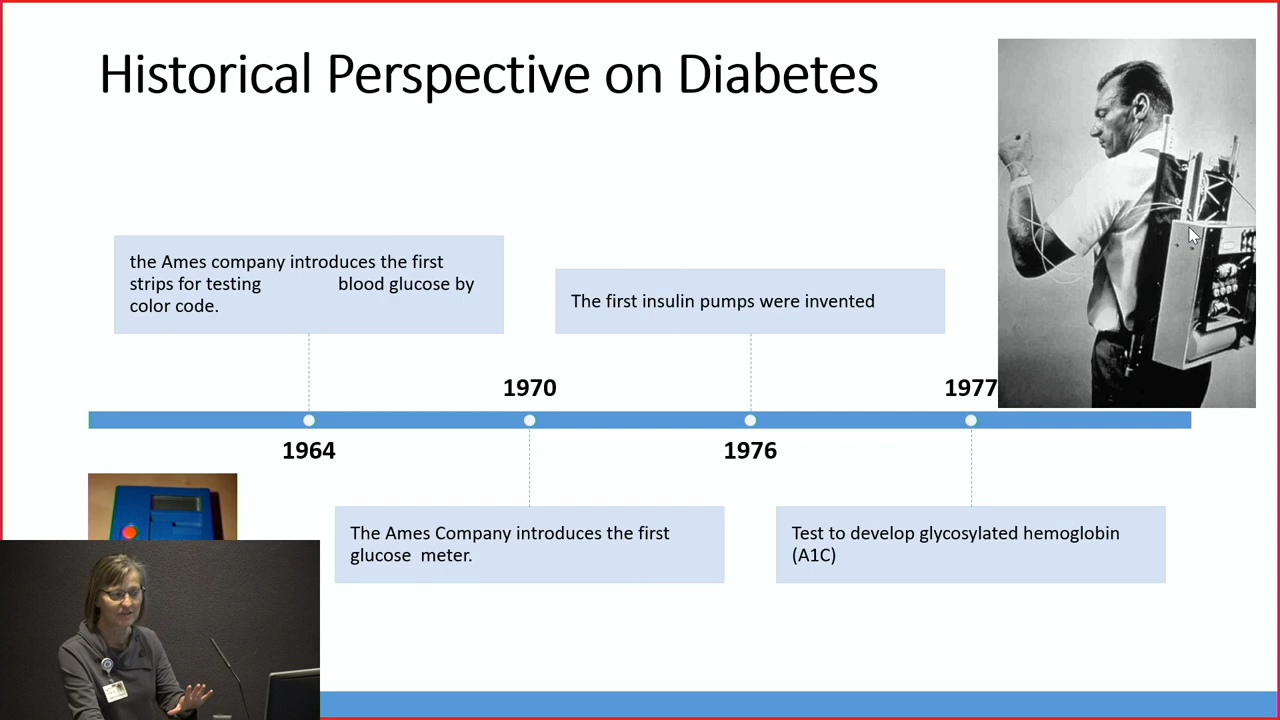 Historical Perspective on Diabetes
the Ames company introduces the first
strips for testing blood glucose by
color code.
The first insulin pumps were invented
1970
1977
1964
1976
The Ames Company introduces the first
glucose meter.
Test to develop glycosylated hemoglobin
(A1C)